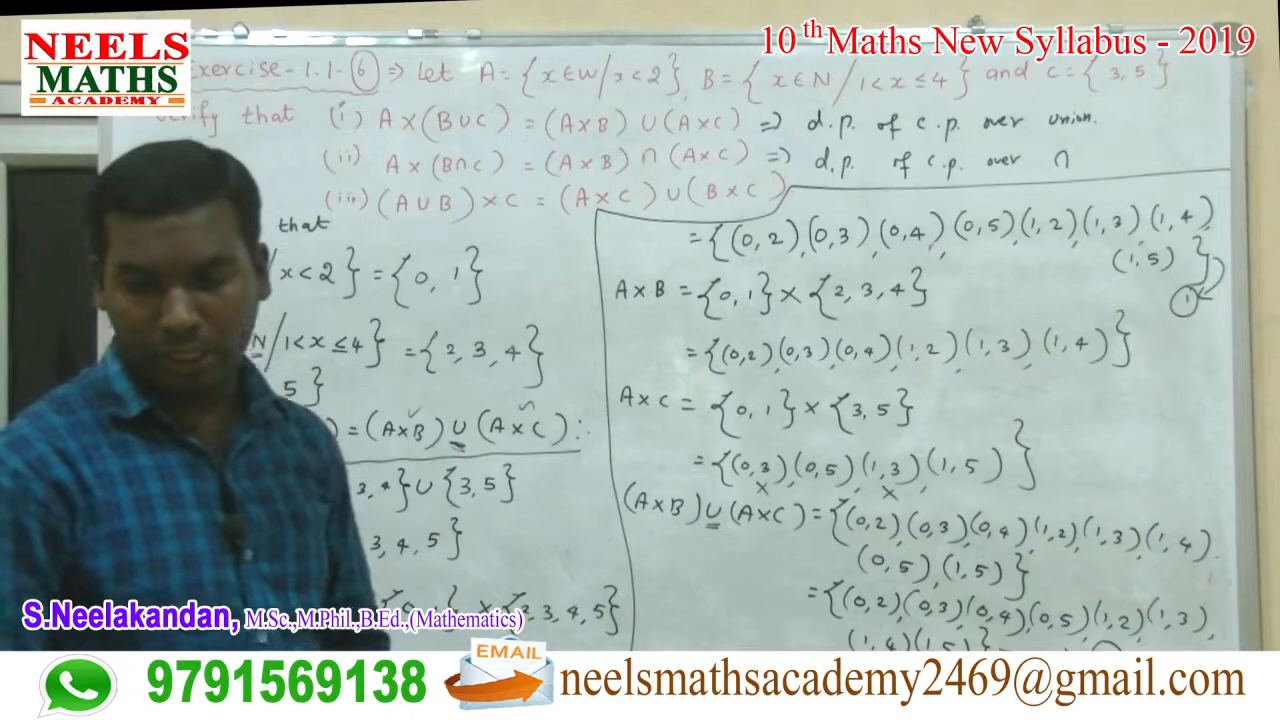 NEELS
MATHS
ACADEMY
10th Maths New Syllabus - 2019
Exercise-1.1-6 ⇒ Let A = {x∈W/x<2}, B = {x∈N/1<x≤4} and C = {3,5}
Verify that (i) A×(B∪C) = (A×B)∪(A×C) ⇒ d.p. of c.p. over union.
(ii) A×(B∩C) = (A×B)∩(A×C) ⇒ d.p. of c.p. over ∩
(iii) (A∪B)×C = (A×C)∪(B×C)
that
/x<2} = {0,1}
N/1<x≤4} = {2,3,4}
5}
) = (A×B) ∪ (A×C):
3,4}∪{3,5}
3,4,5}
} × {2,3,4,5}
= {(0,2),(0,3),(0,4),(0,5),(1,2),(1,3),(1,4),
(1,5)}
1
A×B = {0,1}×{2,3,4}
= {(0,2),(0,3),(0,4),(1,2),(1,3),(1,4)}
A×C = {0,1}×{3,5}
= {(0,3),(0,5),(1,3),(1,5)}
(A×B)∪(A×C) = {(0,2),(0,3),(0,4),(1,2),(1,3),(1,4).
(0,5),(1,5)}
= {(0,2),(0,3),(0,4),(0,5),(1,2),(1,3),
(1,4)(1,5)}
S.Neelakandan, M.Sc.,M.Phil.,B.Ed.,(Mathematics)
9791569138
EMAIL
neelsmathsacademy2469@gmail.com